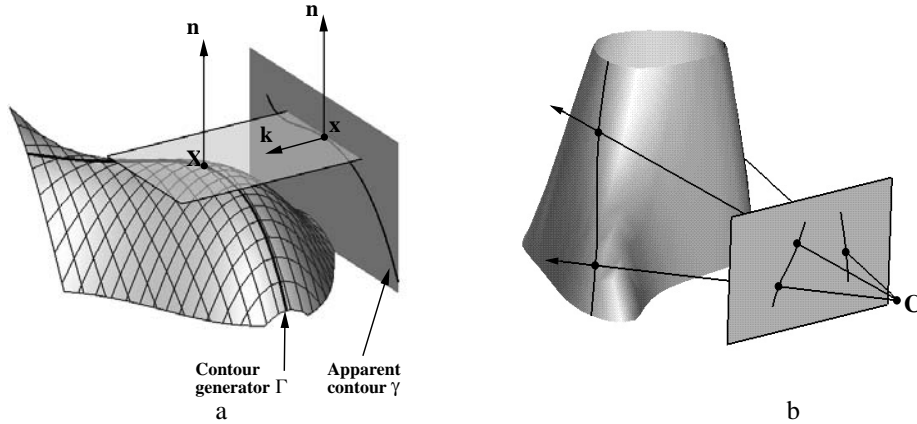 n
n
x
k
X
C
Contour
generator Γ
Apparent
contour γ
a
b